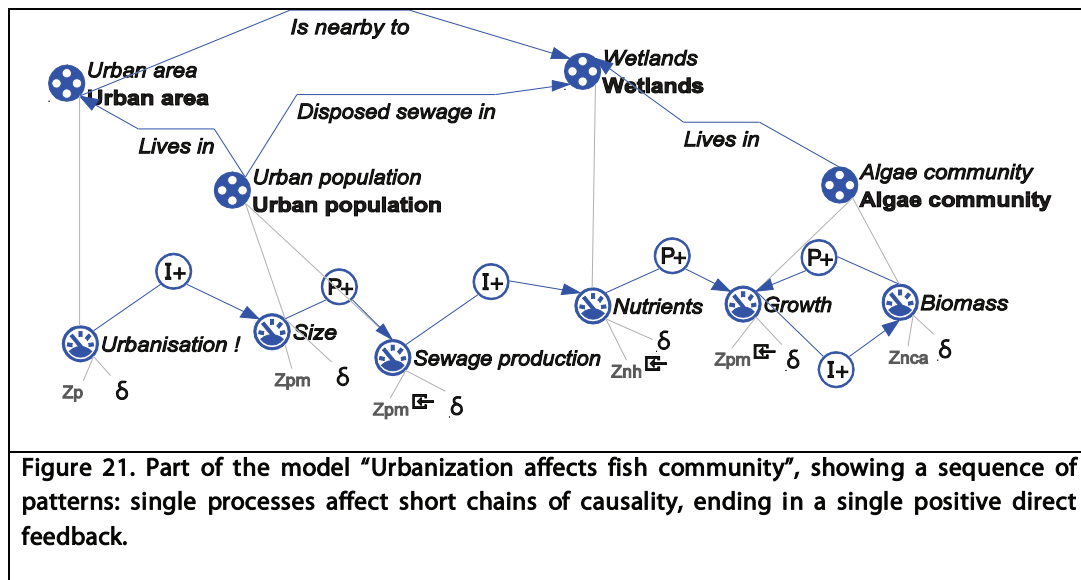 Is nearby to
Urban area
Urban area
Wetlands
Wetlands
Disposed sewage in
Lives in
Lives in
Urban population
Urban population
Algae community
Algae community
I+
P+
I+
P+
P+
Urbanisation !
Size
Sewage production
Nutrients
Growth
Biomass
I+
Zp δ
Zpm δ
Zpm δ
Znh δ
Zpm δ
Znca δ
Figure 21. Part of the model “Urbanization affects fish community”, showing a sequence of
patterns: single processes affect short chains of causality, ending in a single positive direct
feedback.